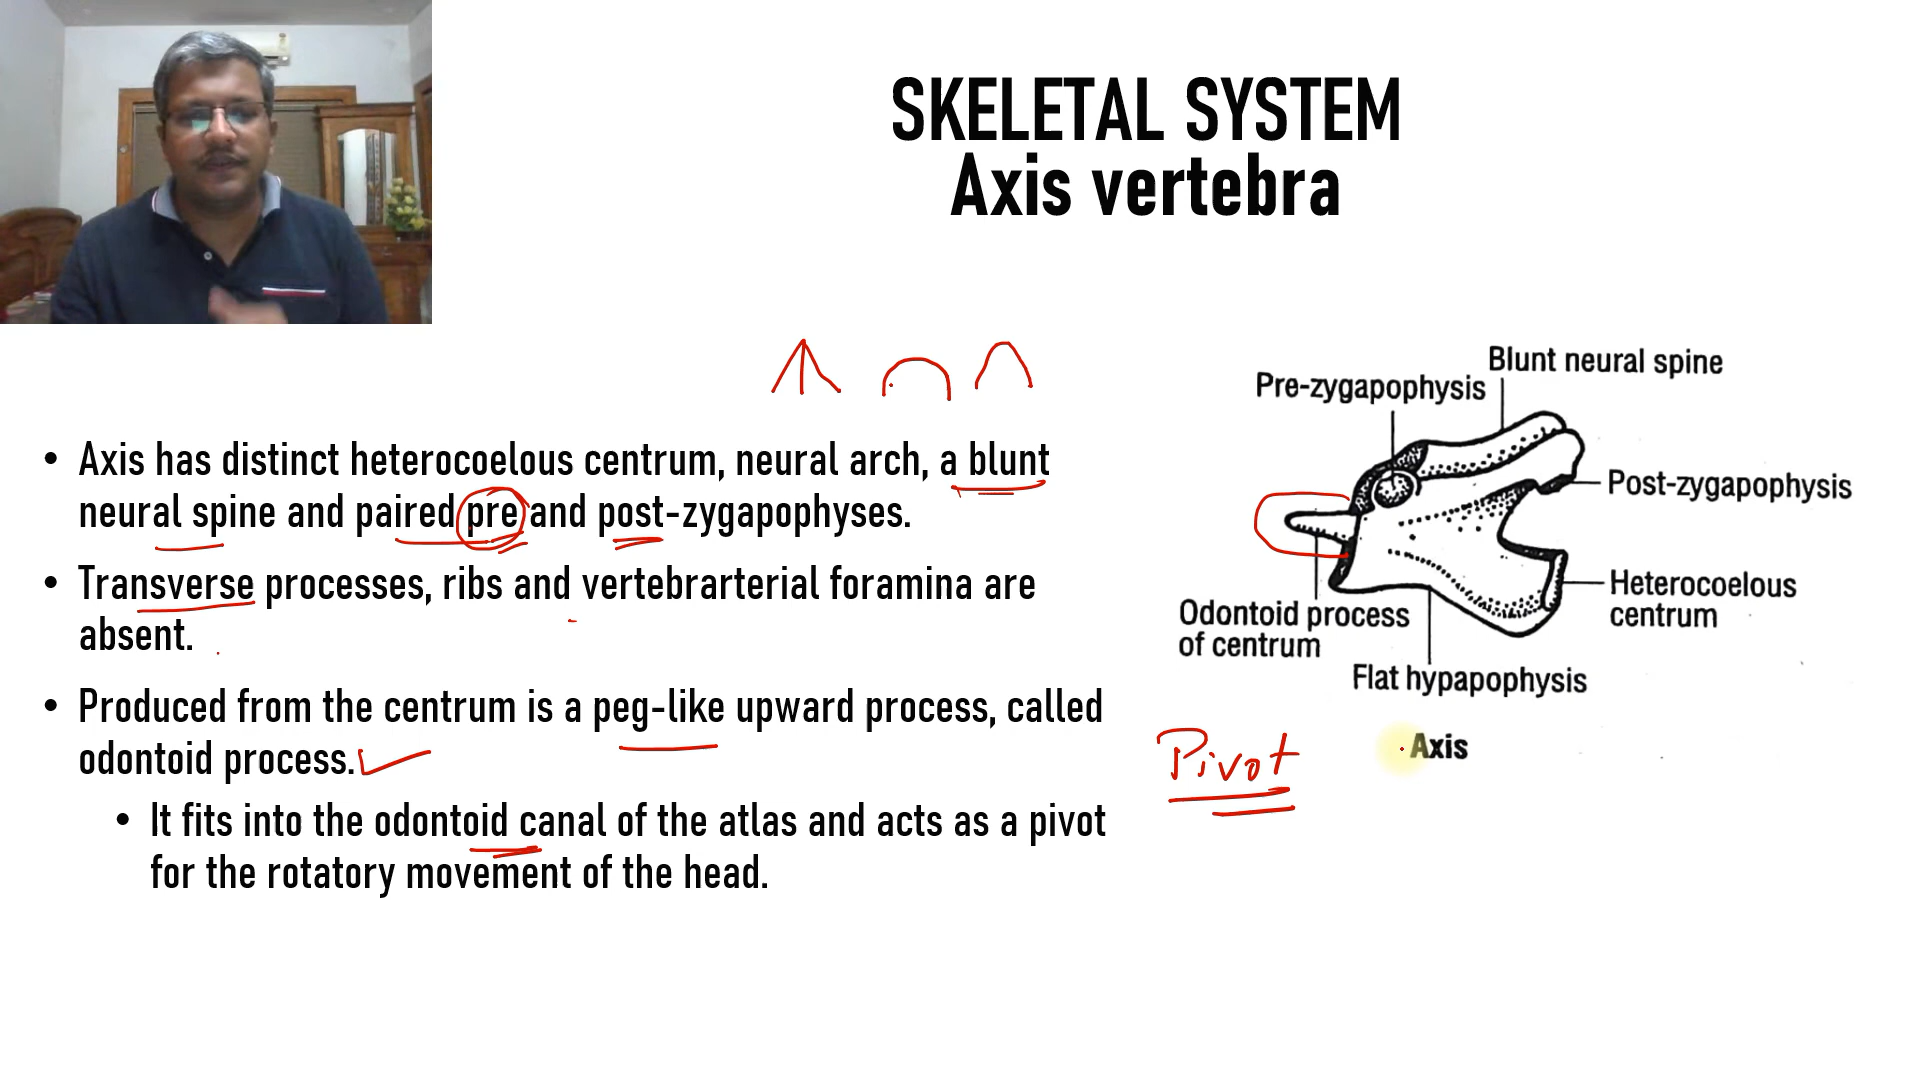 SKELETAL SYSTEM
Axis vertebra
• Axis has distinct heterocoelous centrum, neural arch, a blunt
neural spine and paired pre and post-zygapophyses.
• Transverse processes, ribs and vertebrarterial foramina are
absent.
• Produced from the centrum is a peg-like upward process, called
odontoid process.
• It fits into the odontoid canal of the atlas and acts as a pivot
for the rotatory movement of the head.
Blunt neural spine
Pre-zygapophysis
Post-zygapophysis
Heterocoelous
centrum
Odontoid process
of centrum
Flat hypapophysis
Pivot
Axis